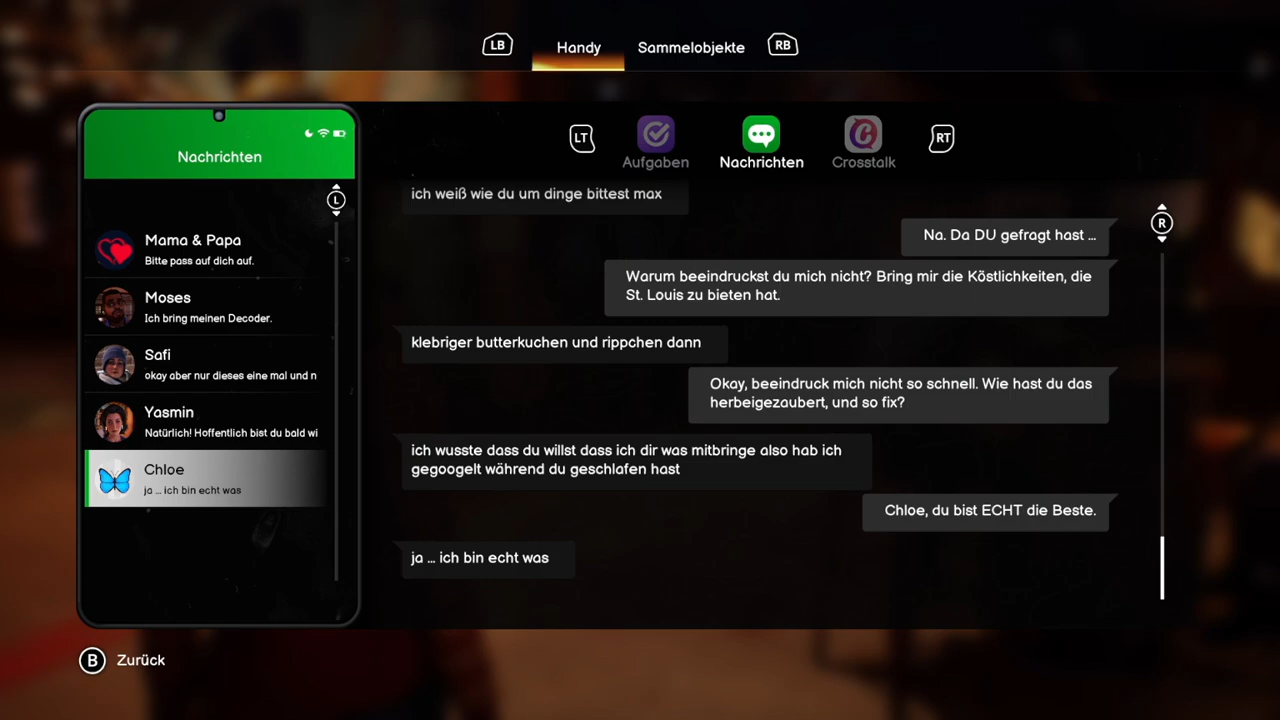 LB
Handy
Sammelobjekte
RB
Nachrichten
L
Mama & Papa
Bitte pass auf dich auf.
Moses
Ich bring meinen Decoder.
Safi
okay aber nur dieses eine mal und n
Yasmin
Natürlich! Hoffentlich bist du bald wi
Chloe
ja ... ich bin echt was
LT
Aufgaben
Nachrichten
Crosstalk
RT
R
ich weiß wie du um dinge bittest max
Na. Da DU gefragt hast ...
Warum beeindruckst du mich nicht? Bring mir die Köstlichkeiten, die
St. Louis zu bieten hat.
klebriger butterkuchen und rippchen dann
Okay, beeindruck mich nicht so schnell. Wie hast du das
herbeigezaubert, und so fix?
ich wusste dass du willst dass ich dir was mitbringe also hab ich
gegoogelt während du geschlafen hast
Chloe, du bist ECHT die Beste.
ja ... ich bin echt was
B
Zurück